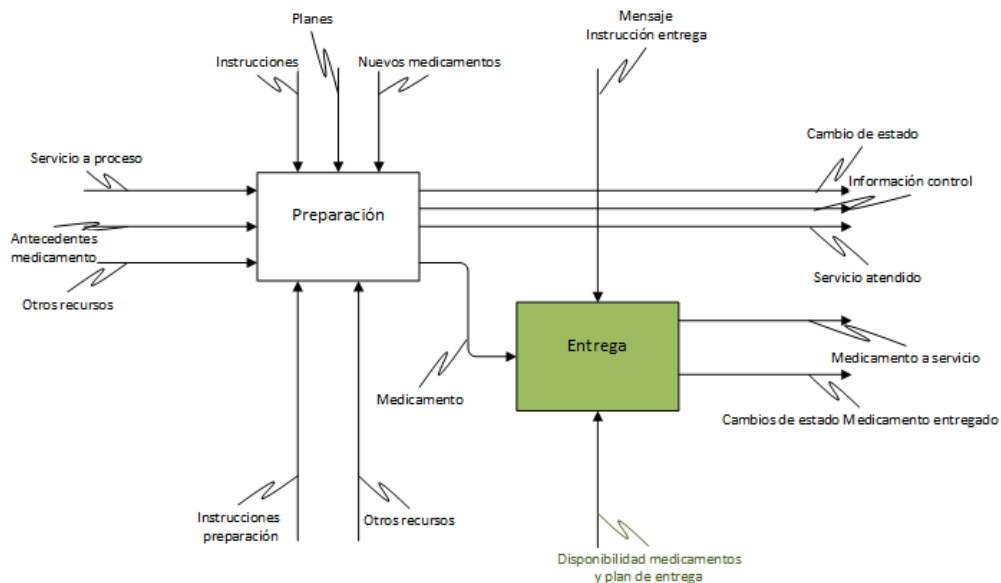 Planes
Instrucciones
Nuevos medicamentos
Mensaje
Instrucción entrega
Servicio a proceso
Cambio de estado
Información control
Preparación
Antecedentes
medicamento
Otros recursos
Servicio atendido
Entrega
Medicamento
Medicamento a servicio
Cambios de estado Medicamento entregado
Instrucciones
preparación
Otros recursos
Disponibilidad medicamentos
y plan de entrega